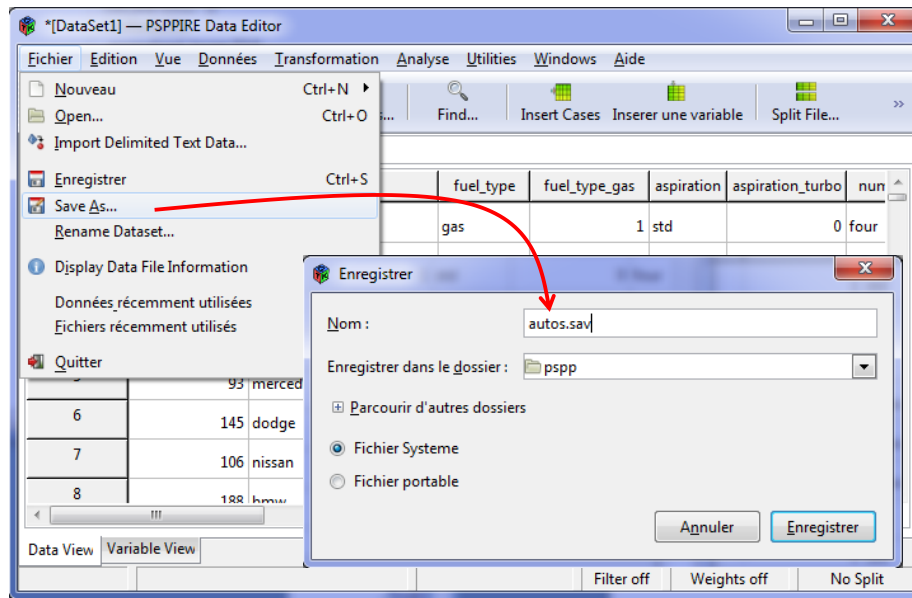 *[DataSet1] — PSPPIRE Data Editor
Fichier Edition Vue Données Transformation Analyse Utilities Windows Aide
Nouveau Ctrl+N
Open... Ctrl+O
Import Delimited Text Data...
Enregistrer Ctrl+S
Save As...
Rename Dataset...
Display Data File Information
Données récemment utilisées
Fichiers récemment utilisés
Quitter
Find... Insert Cases Inserer une variable Split File... »
fuel_type fuel_type_gas aspiration aspiration_turbo num
gas 1 std 0 four
Enregistrer
Nom : autos.sav
Enregistrer dans le dossier : pspp
Parcourir d'autres dossiers
Fichier Systeme
Fichier portable
Annuler Enregistrer
93 merced
6 145 dodge
7 106 nissan
8 188 bmw
Data View Variable View
Filter off Weights off No Split